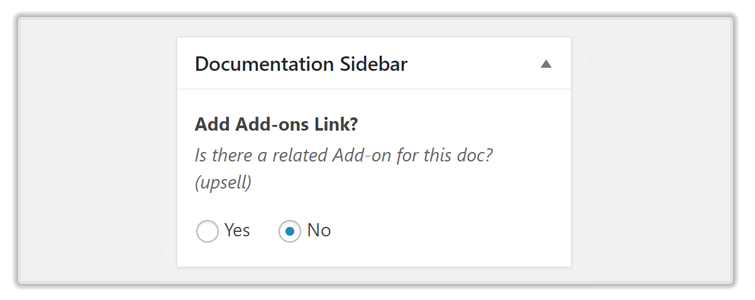 Documentation Sidebar
Add Add-ons Link?
Is there a related Add-on for this doc?
(upsell)
Yes No